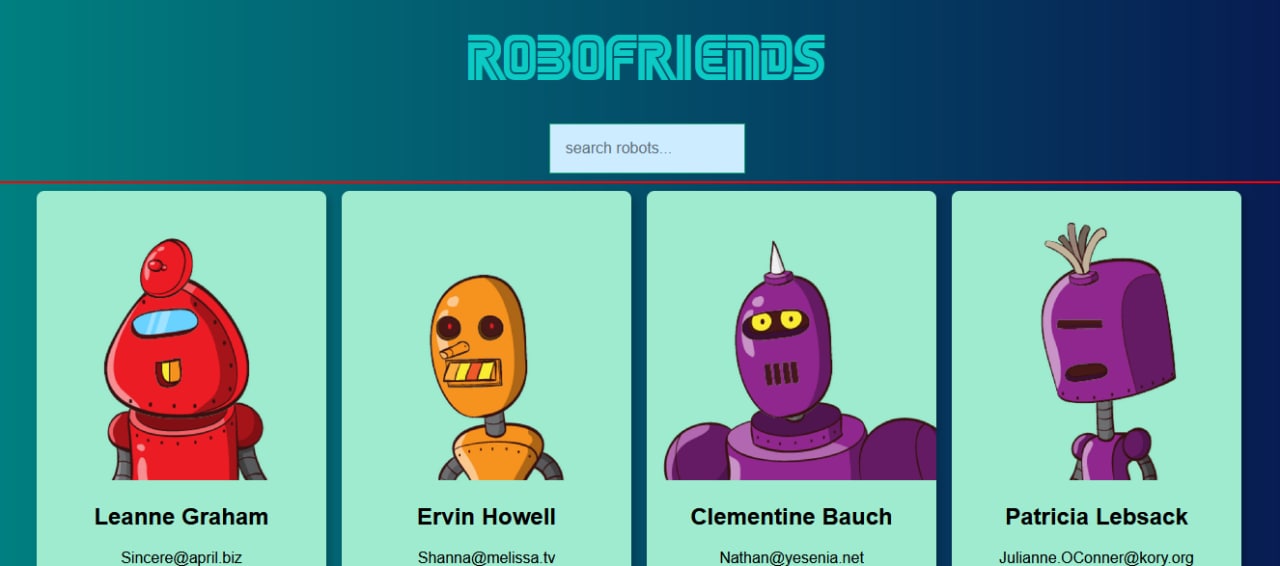 ROBOFRIENDS
search robots...
Leanne Graham
Sincere@april.biz
Ervin Howell
Shanna@melissa.tv
Clementine Bauch
Nathan@yesenia.net
Patricia Lebsack
Julianne.OConner@kory.org